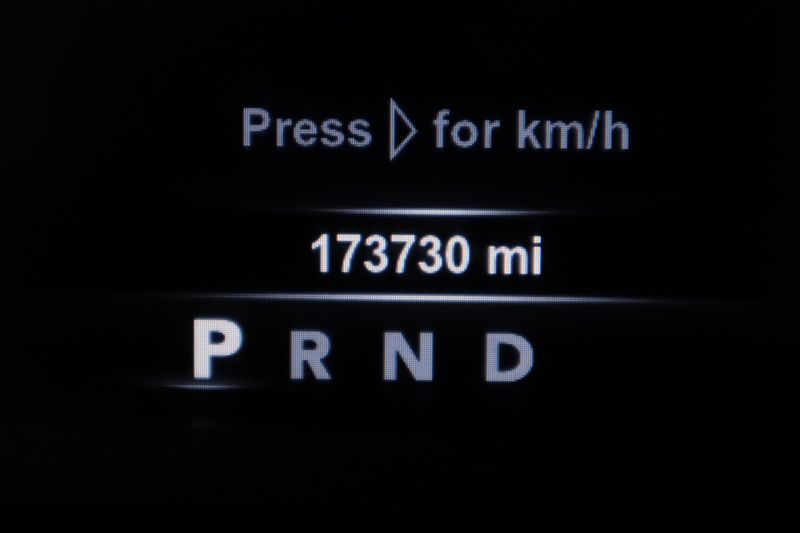 Press ▷ for km/h
173730 mi
P R N D